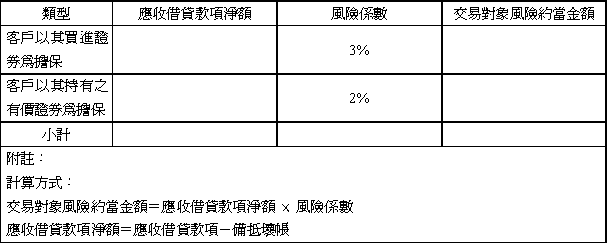 類型 應收借貸款項淨額 風險係數 交易對象風險約當金額
客戶以其買進證
券為擔保
3%
客戶以其持有之
有價證券為擔保
2%
小計
附註：
計算方式：
交易對象風險約當金額＝應收借貸款項淨額 × 風險係數
應收借貸款項淨額＝應收借貸款項－備抵壞帳